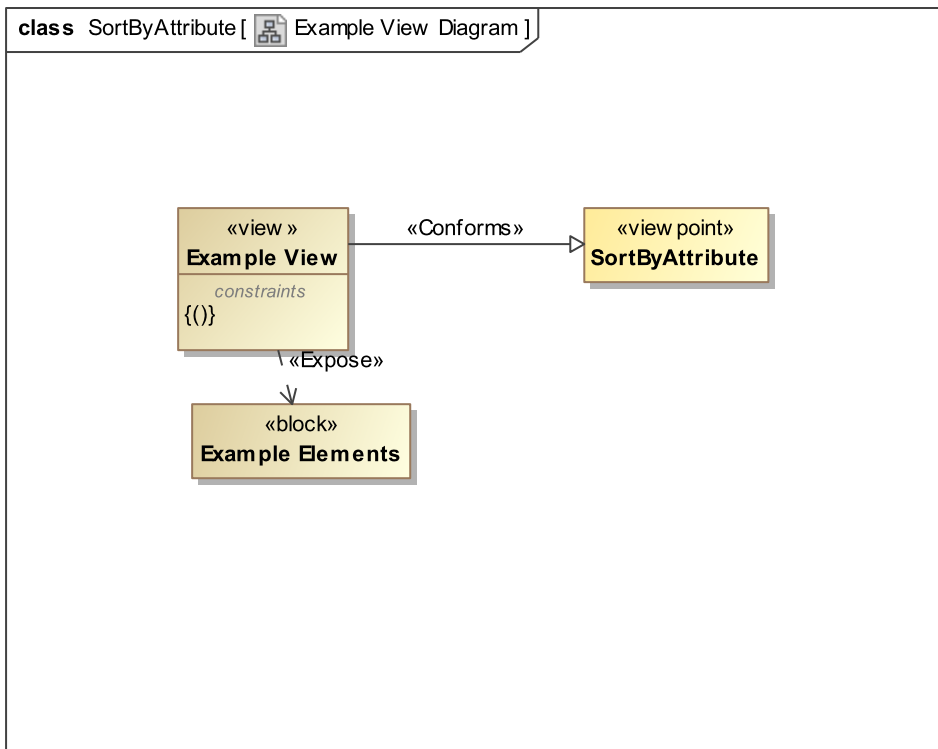 class SortByAttribute[ Example View Diagram ]
«view »
Example View
constraints
{()}
«Conforms»
«view point»
SortByAttribute
«Expose»
«block»
Example Elements